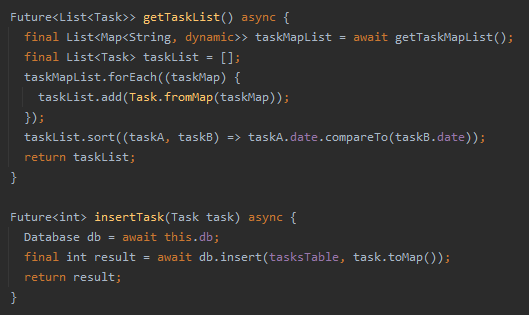 Future<List<Task>> getTaskList() async {
  final List<Map<String, dynamic>> taskMapList = await getTaskMapList();
  final List<Task> taskList = [];
  taskMapList.forEach((taskMap) {
    taskList.add(Task.fromMap(taskMap));
  });
  taskList.sort((taskA, taskB) => taskA.date.compareTo(taskB.date));
  return taskList;
}

Future<int> insertTask(Task task) async {
  Database db = await this.db;
  final int result = await db.insert(tasksTable, task.toMap());
  return result;
}